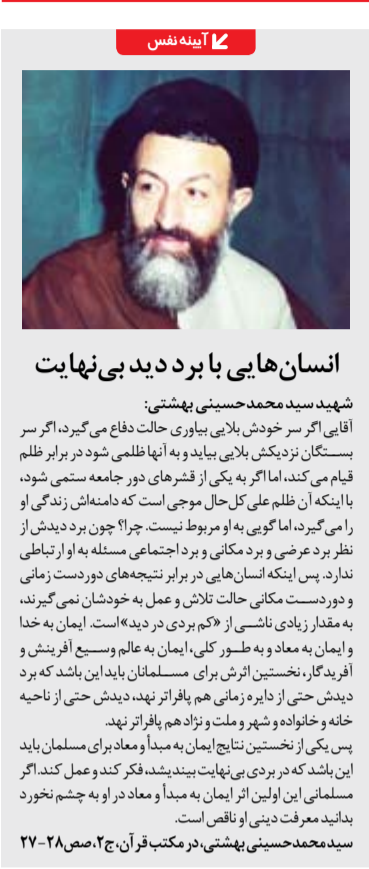 آیینه نفس
انسان‌هایی با برد دید بی‌نهایت
شهید سید محمدحسینی بهشتی:
آقایی اگر سر خودش بلایی بیاوری حالت دفاع می‌گیرد، اگر سر
بستگان نزدیکش بلایی بیاید و به آنها ظلمی شود در برابر ظلم
قیام می‌کند، اما اگر به یکی از قشرهای دور جامعه ستمی شود،
با اینکه آن ظلم علی کل‌حال موجی است که دامنه‌اش زندگی او
را می‌گیرد، اما گویی به او مربوط نیست. چرا؟ چون برد دیدش از
نظر برد عرضی و برد مکانی و برد اجتماعی مسئله به او ارتباطی
ندارد. پس اینکه انسان‌هایی در برابر نتیجه‌های دوردست زمانی
و دوردست مکانی حالت تلاش و عمل به خودشان نمی‌گیرند،
به مقدار زیادی ناشی از «کم بردی در دید» است. ایمان به خدا
و ایمان به معاد و به طور کلی، ایمان به عالم وسیع آفرینش و
آفریدگار، نخستین اثرش برای مسلمانان باید این باشد که برد
دیدش حتی از دایره زمانی هم پافراتر نهد، دیدش حتی از ناحیه
خانه و خانواده و شهر و ملت و نژاد هم پافراتر نهد.
پس یکی از نخستین نتایج ایمان به مبدأ و معاد برای مسلمان باید
این باشد که در بردی بی‌نهایت بیندیشد، فکر کند و عمل کند. اگر
مسلمانی این اولین اثر ایمان به مبدأ و معاد در او به چشم نخورد
بدانید معرفت دینی او ناقص است.
سید محمدحسینی بهشتی، در مکتب قرآن، ج۲، صص۲۸-۲۷